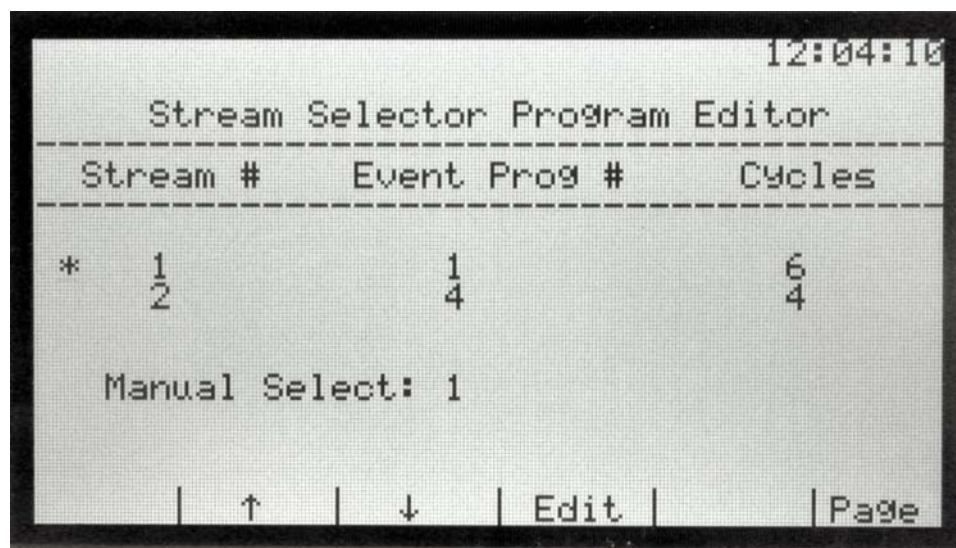 12:04:10
Stream Selector Program Editor
Stream # Event Prog # Cycles
* 1 1 6
2 4 4
Manual Select: 1
↑ ↓ Edit Page